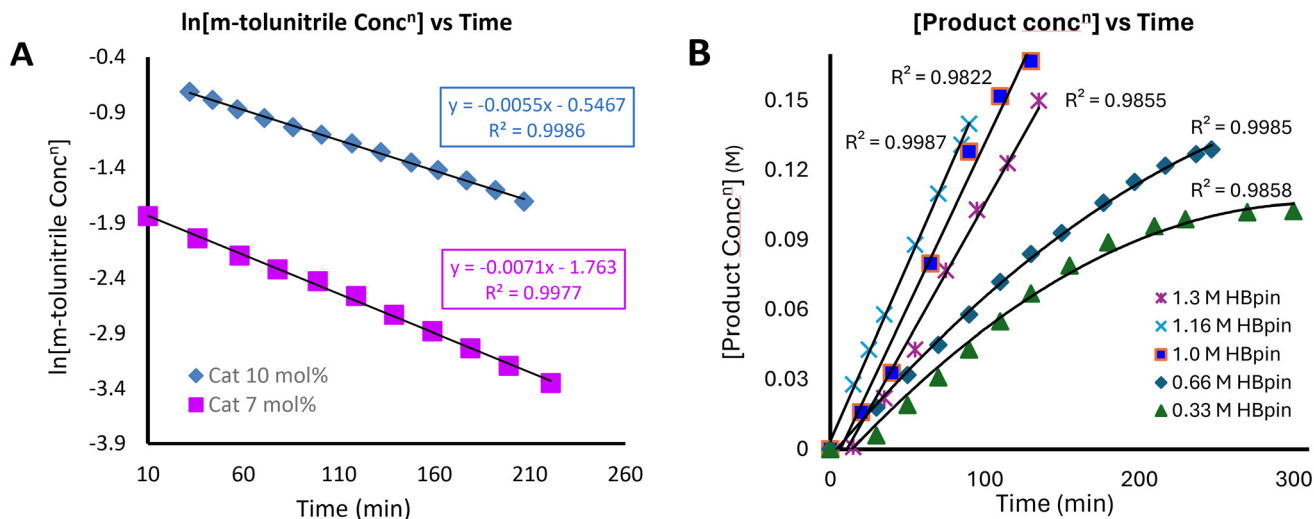 A
ln[m-tolunitrile Concⁿ] vs Time
ln[m-tolunitrile Concⁿ]
-0.4
-0.9
-1.4
-1.9
-2.4
-2.9
-3.4
-3.9
y = -0.0055x - 0.5467
R² = 0.9986
y = -0.0071x - 1.763
R² = 0.9977
Cat 10 mol%
Cat 7 mol%
10
60
110
160
210
260
Time (min)
B
[Product concⁿ] vs Time
[Product Concⁿ] (M)
0.15
0.12
0.09
0.06
0.03
0
R² = 0.9822
R² = 0.9855
R² = 0.9987
R² = 0.9985
R² = 0.9858
1.3 M HBpin
1.16 M HBpin
1.0 M HBpin
0.66 M HBpin
0.33 M HBpin
0
100
200
300
Time (min)